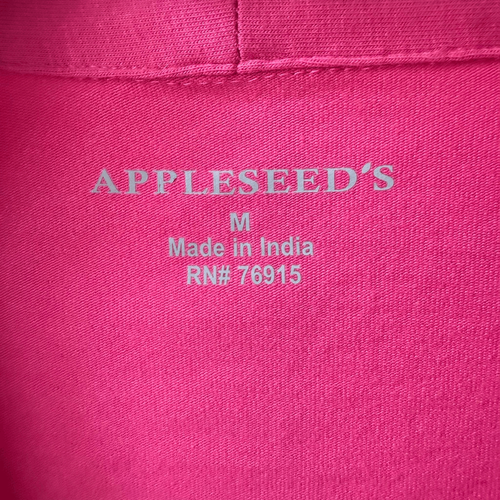 APPLESEED'S
M
Made in India
RN# 76915